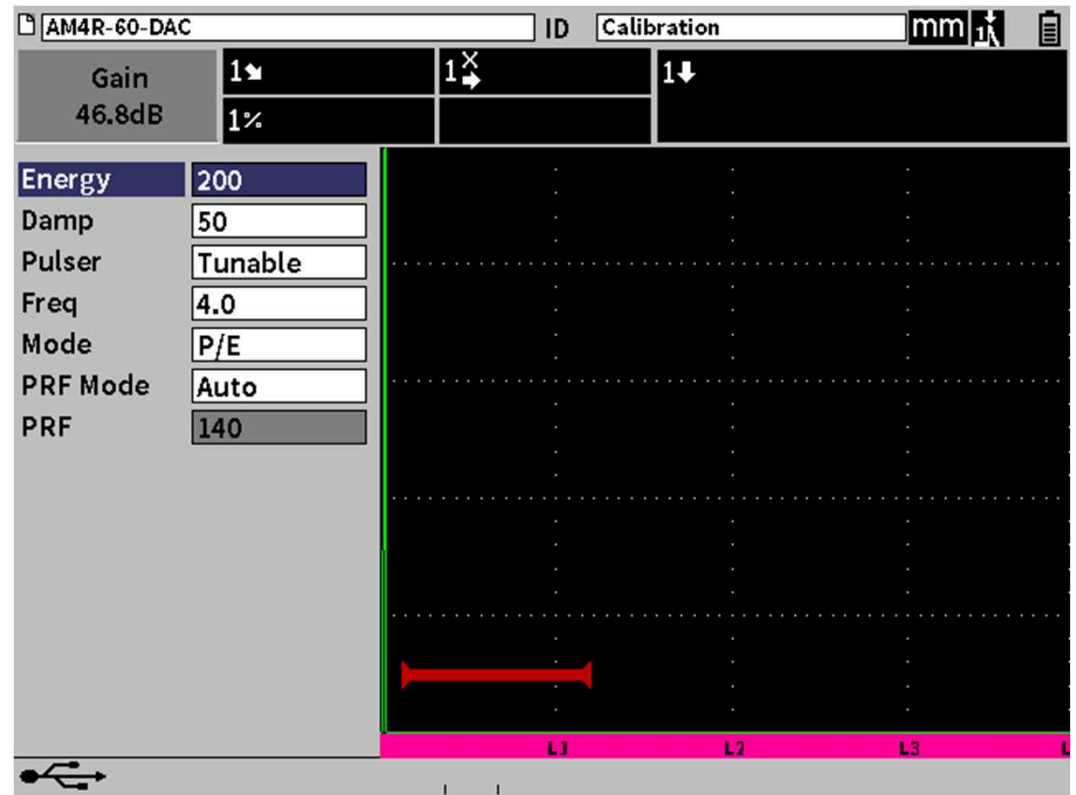 AM4R-60-DAC ID Calibration mm 1
Gain 46.8dB
1 1X 1
1%
Energy 200
Damp 50
Pulser Tunable
Freq 4.0
Mode P/E
PRF Mode Auto
PRF 140
L1 L2 L3 L